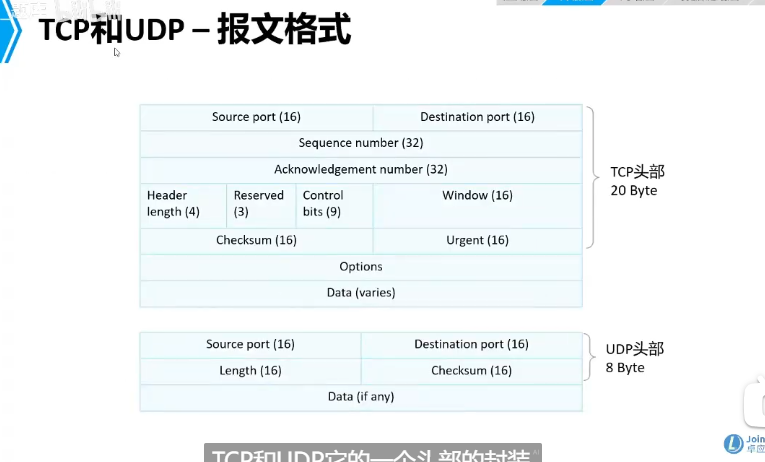 TCP和UDP – 报文格式
Source port (16)
Destination port (16)
Sequence number (32)
Acknowledgement number (32)
Header
length (4)
Reserved
(3)
Control
bits (9)
Window (16)
Checksum (16)
Urgent (16)
Options
Data (varies)
TCP头部
20 Byte
Source port (16)
Destination port (16)
Length (16)
Checksum (16)
Data (if any)
UDP头部
8 Byte
Join
卓应
TCP和UDP它的一个头部的封装